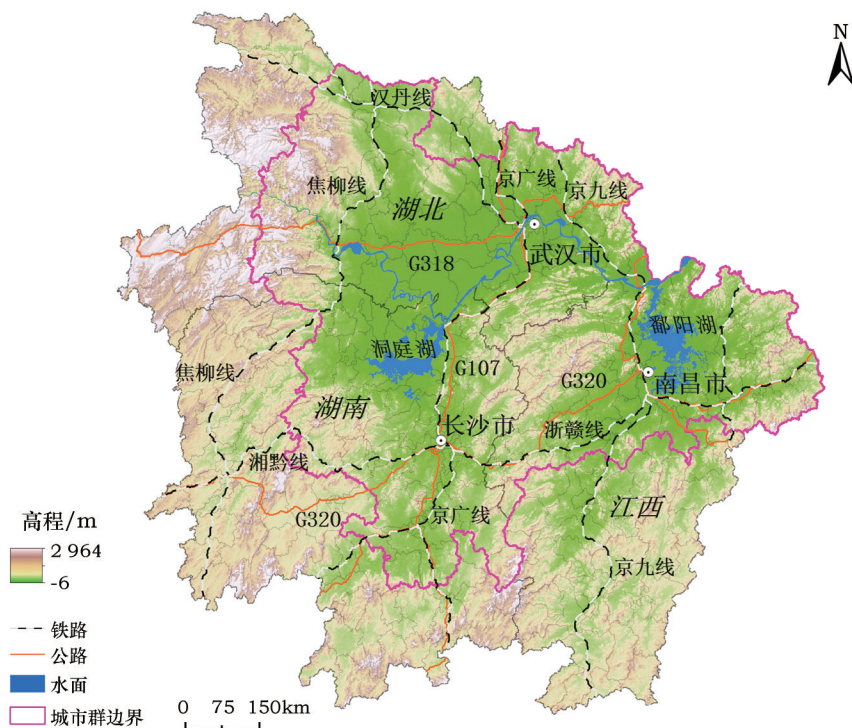 N
汉丹线
京广线
京九线
焦柳线
湖北
武汉市
G318
鄱阳湖
洞庭湖
焦柳线
G107
G320
南昌市
湖南
长沙市
浙赣线
湘黔线
江西
G320
京广线
京九线
高程/m
2 964
-6
铁路
公路
水面
城市群边界
0 75 150km